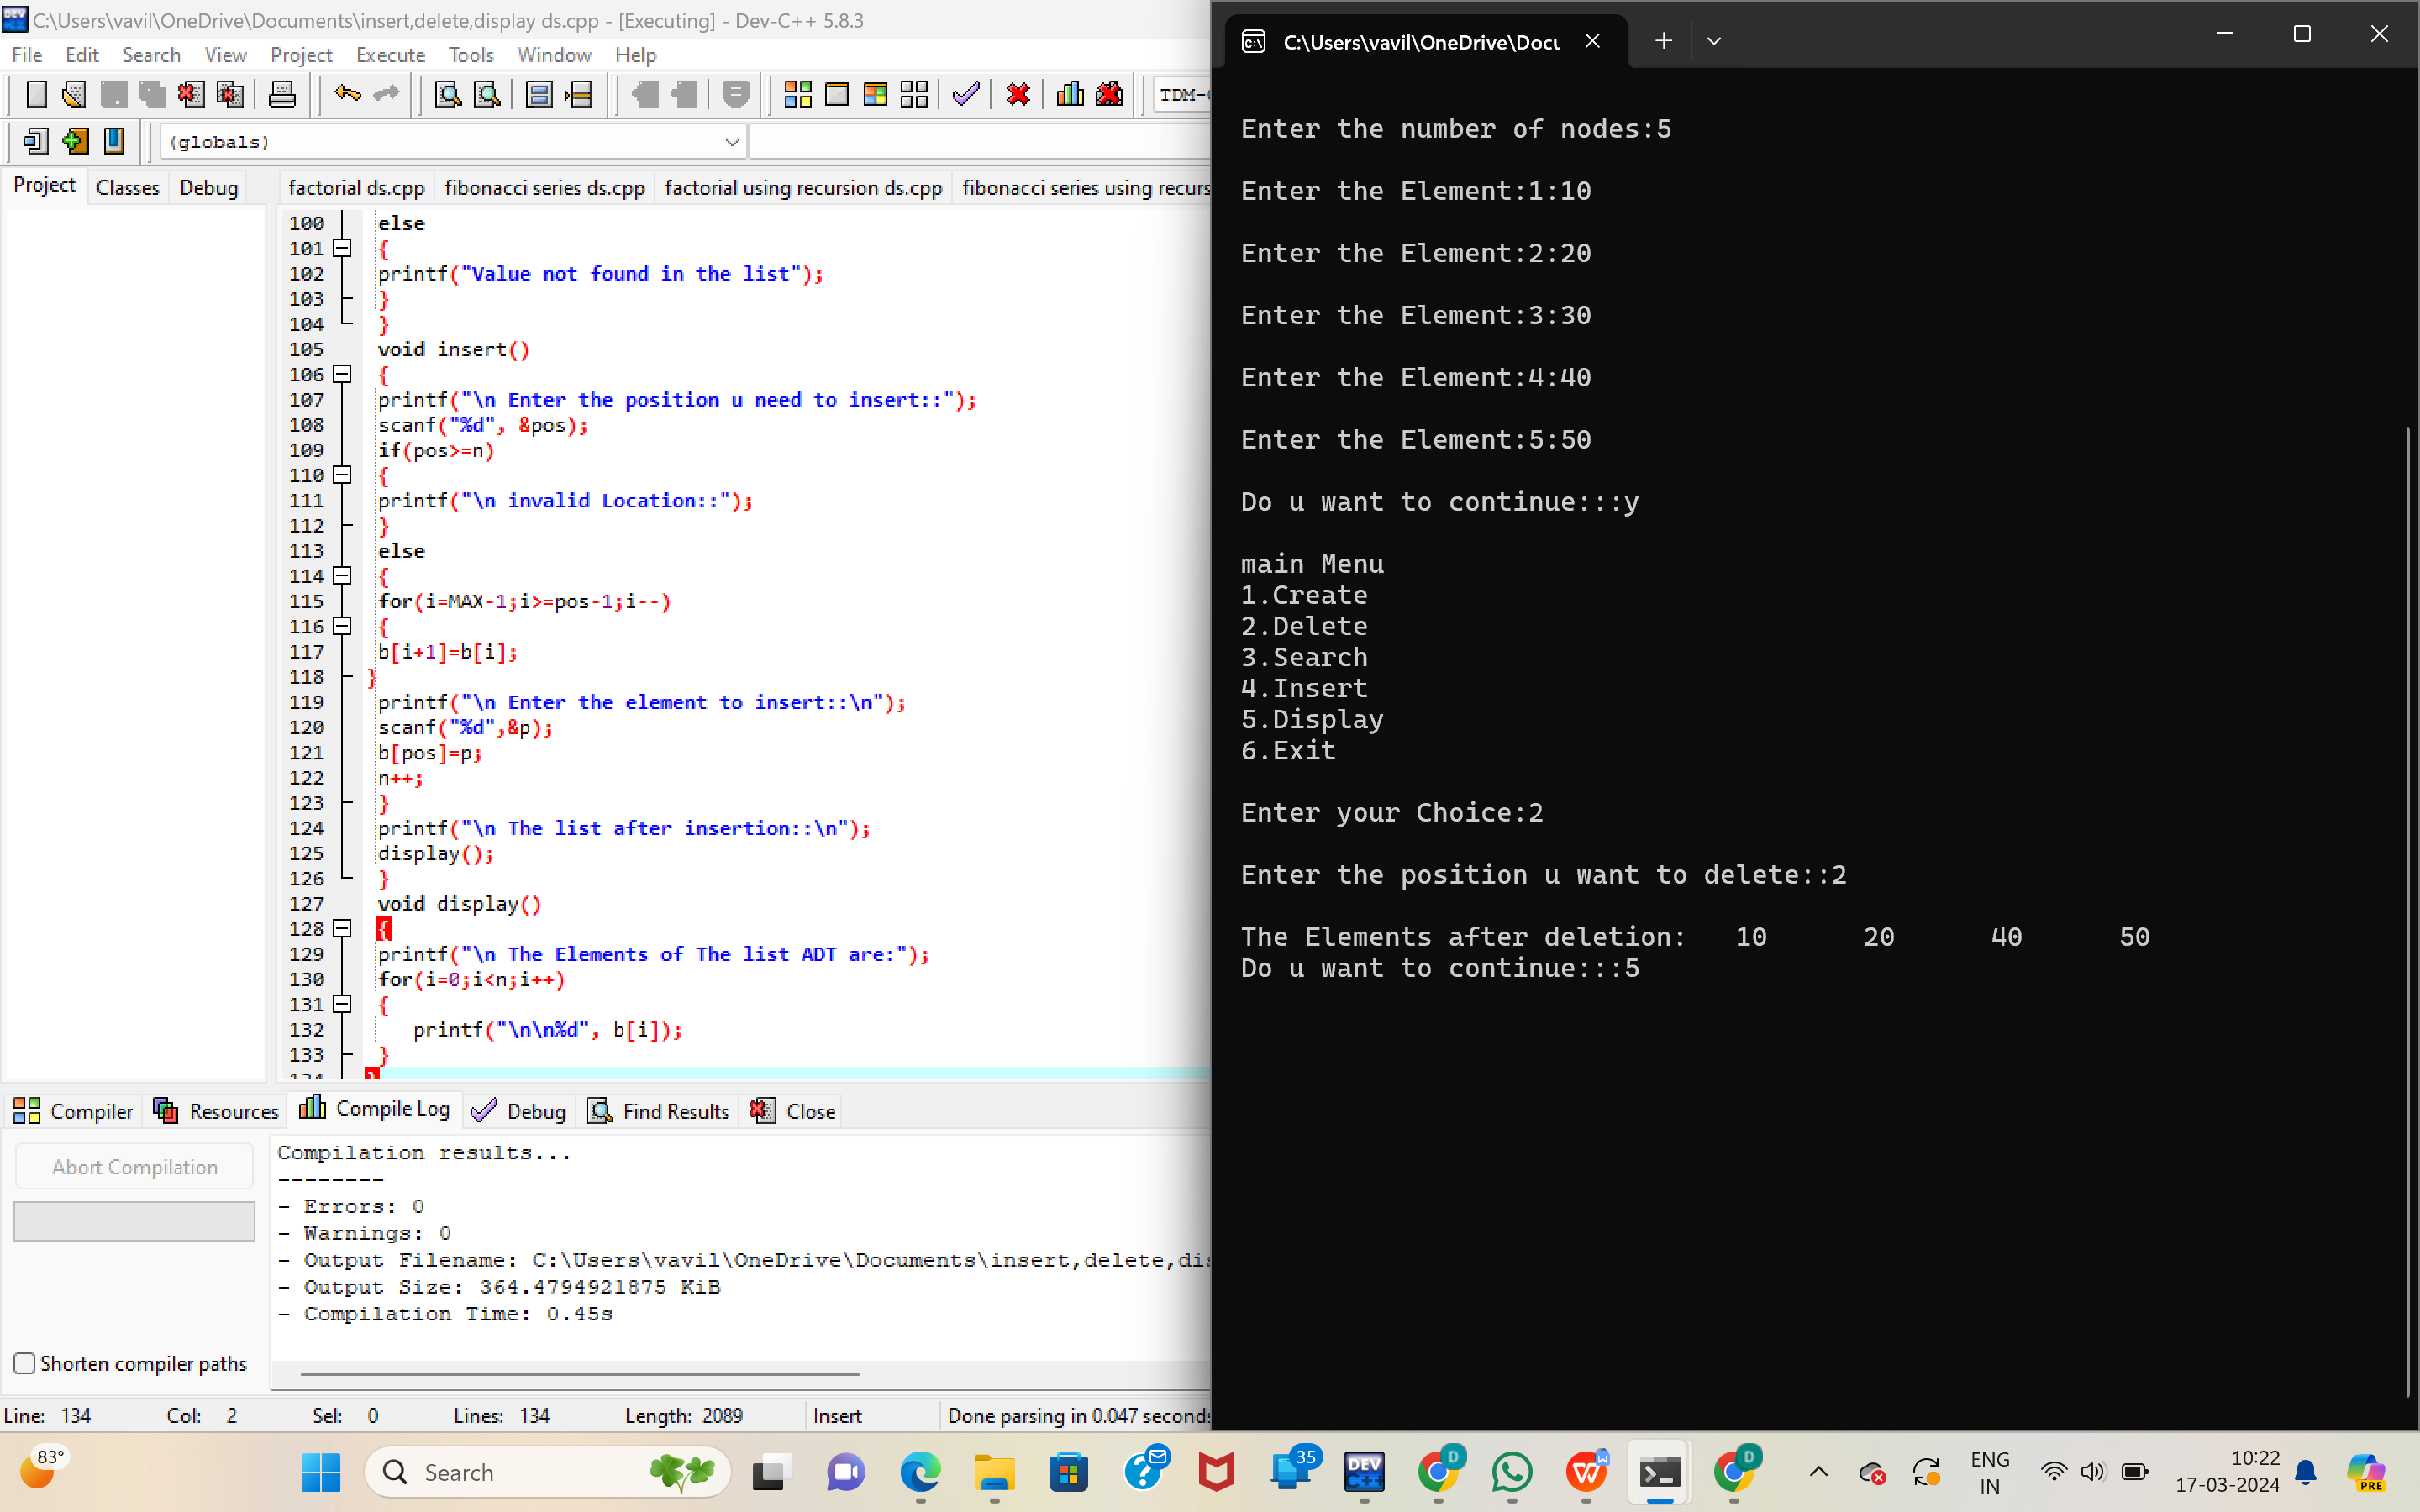 C:\Users\vavil\OneDrive\Documents\insert,delete,display ds.cpp - [Executing] - Dev-C++ 5.8.3
File Edit Search View Project Execute Tools Window Help
TDM-
(globals)
Project Classes Debug
factorial ds.cpp fibonacci series ds.cpp factorial using recursion ds.cpp fibonacci series using recurs
100 else
101 {
102 printf("Value not found in the list");
103 }
104 }
105 void insert()
106 {
107 printf("\n Enter the position u need to insert::");
108 scanf("%d", &pos);
109 if(pos>=n)
110 {
111 printf("\n invalid Location::");
112 }
113 else
114 {
115 for(i=MAX-1;i>=pos-1;i--)
116 {
117 b[i+1]=b[i];
118 }
119 printf("\n Enter the element to insert::\n");
120 scanf("%d",&p);
121 b[pos]=p;
122 n++;
123 }
124 printf("\n The list after insertion::\n");
125 display();
126 }
127 void display()
128 {
129 printf("\n The Elements of The list ADT are:");
130 for(i=0;i<n;i++)
131 {
132 printf("\n\n%d", b[i]);
133 }
134 }
Compiler Resources Compile Log Debug Find Results Close
Abort Compilation
Shorten compiler paths
Compilation results...
--------
- Errors: 0
- Warnings: 0
- Output Filename: C:\Users\vavil\OneDrive\Documents\insert,delete,dis
- Output Size: 364.4794921875 KiB
- Compilation Time: 0.45s
Line: 134 Col: 2 Sel: 0 Lines: 134 Length: 2089 Insert Done parsing in 0.047 seconds
C:\Users\vavil\OneDrive\Docu
Enter the number of nodes:5
Enter the Element:1:10
Enter the Element:2:20
Enter the Element:3:30
Enter the Element:4:40
Enter the Element:5:50
Do u want to continue:::y
main Menu
1.Create
2.Delete
3.Search
4.Insert
5.Display
6.Exit
Enter your Choice:2
Enter the position u want to delete::2
The Elements after deletion: 10 20 40 50
Do u want to continue:::5
83°
Search
35
DEV C++
D
D
ENG
IN
10:22
17-03-2024
PRE